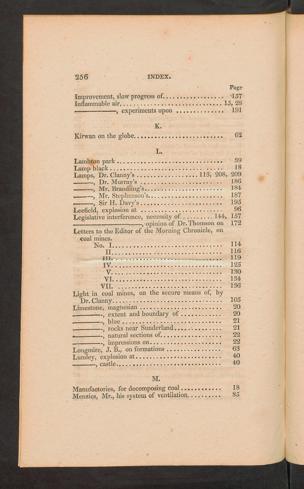 256 INDEX.
Page
Improvement, slow progress of 157
Inflammable air 15, 28
———, experiments upon 191
K.
Kirwan on the globe 62
L.
Lambton park 59
Lamp black 18
Lamps, Dr. Clanny's 113, 208, 209
———, Dr. Murray's 186
———, Mr. Brandling's 184
———, Mr. Stephenson's 187
———, Sir H. Davy's 195
Leefield, explosion at 96
Legislative interference, necessity of 144, 157
———, opinion of Dr. Thomson on 172
Letters to the Editor of the Morning Chronicle, on
coal mines.
No. I. 114
II. 116
III. 119
IV. 125
V. 130
VI. 134
VII. 136
Light in coal mines, on the secure means of, by
Dr. Clanny 105
Limestone, magnesian 20
———, extent and boundary of 20
———, blue 21
———, rocks near Sunderland 21
———, natural sections of 22
———, impressions on 22
Longmire, J. B., on formations 63
Lumley, explosion at 40
———, castle 40
M.
Manufactories, for decomposing coal 18
Menzies, Mr., his system of ventilation 85